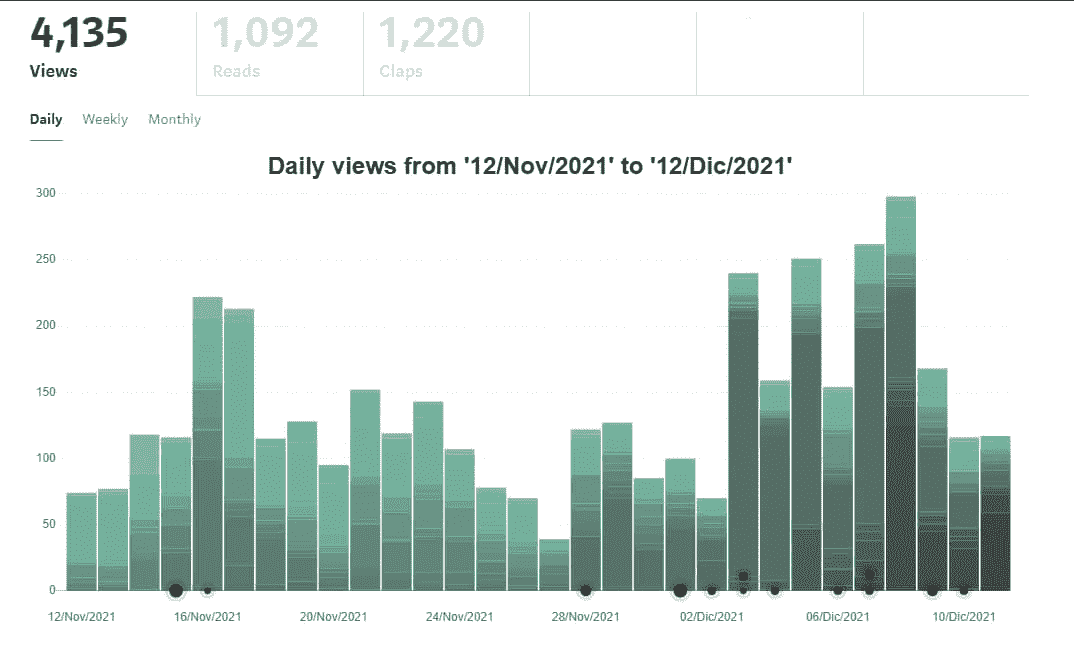 4,135 1,092 1,220
Views Reads Claps
Daily Weekly Monthly
Daily views from '12/Nov/2021' to '12/Dic/2021'
300
250
200
150
100
50
0
12/Nov/2021 16/Nov/2021 20/Nov/2021 24/Nov/2021 28/Nov/2021 02/Dic/2021 06/Dic/2021 10/Dic/2021